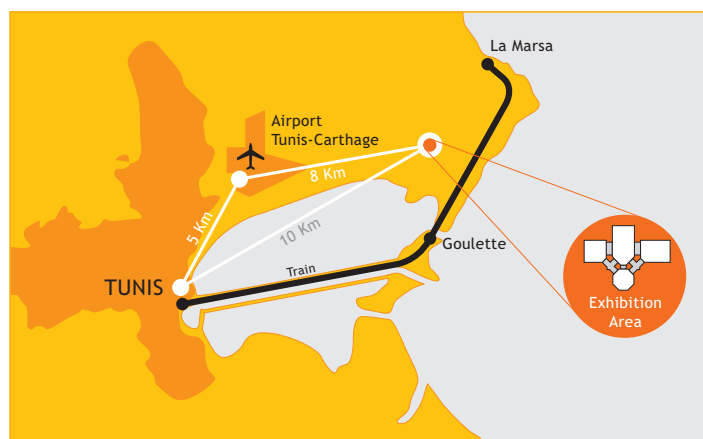 La Marsa
Airport
Tunis-Carthage
8 Km
5 Km
10 Km
Goulette
Train
TUNIS
Exhibition
Area